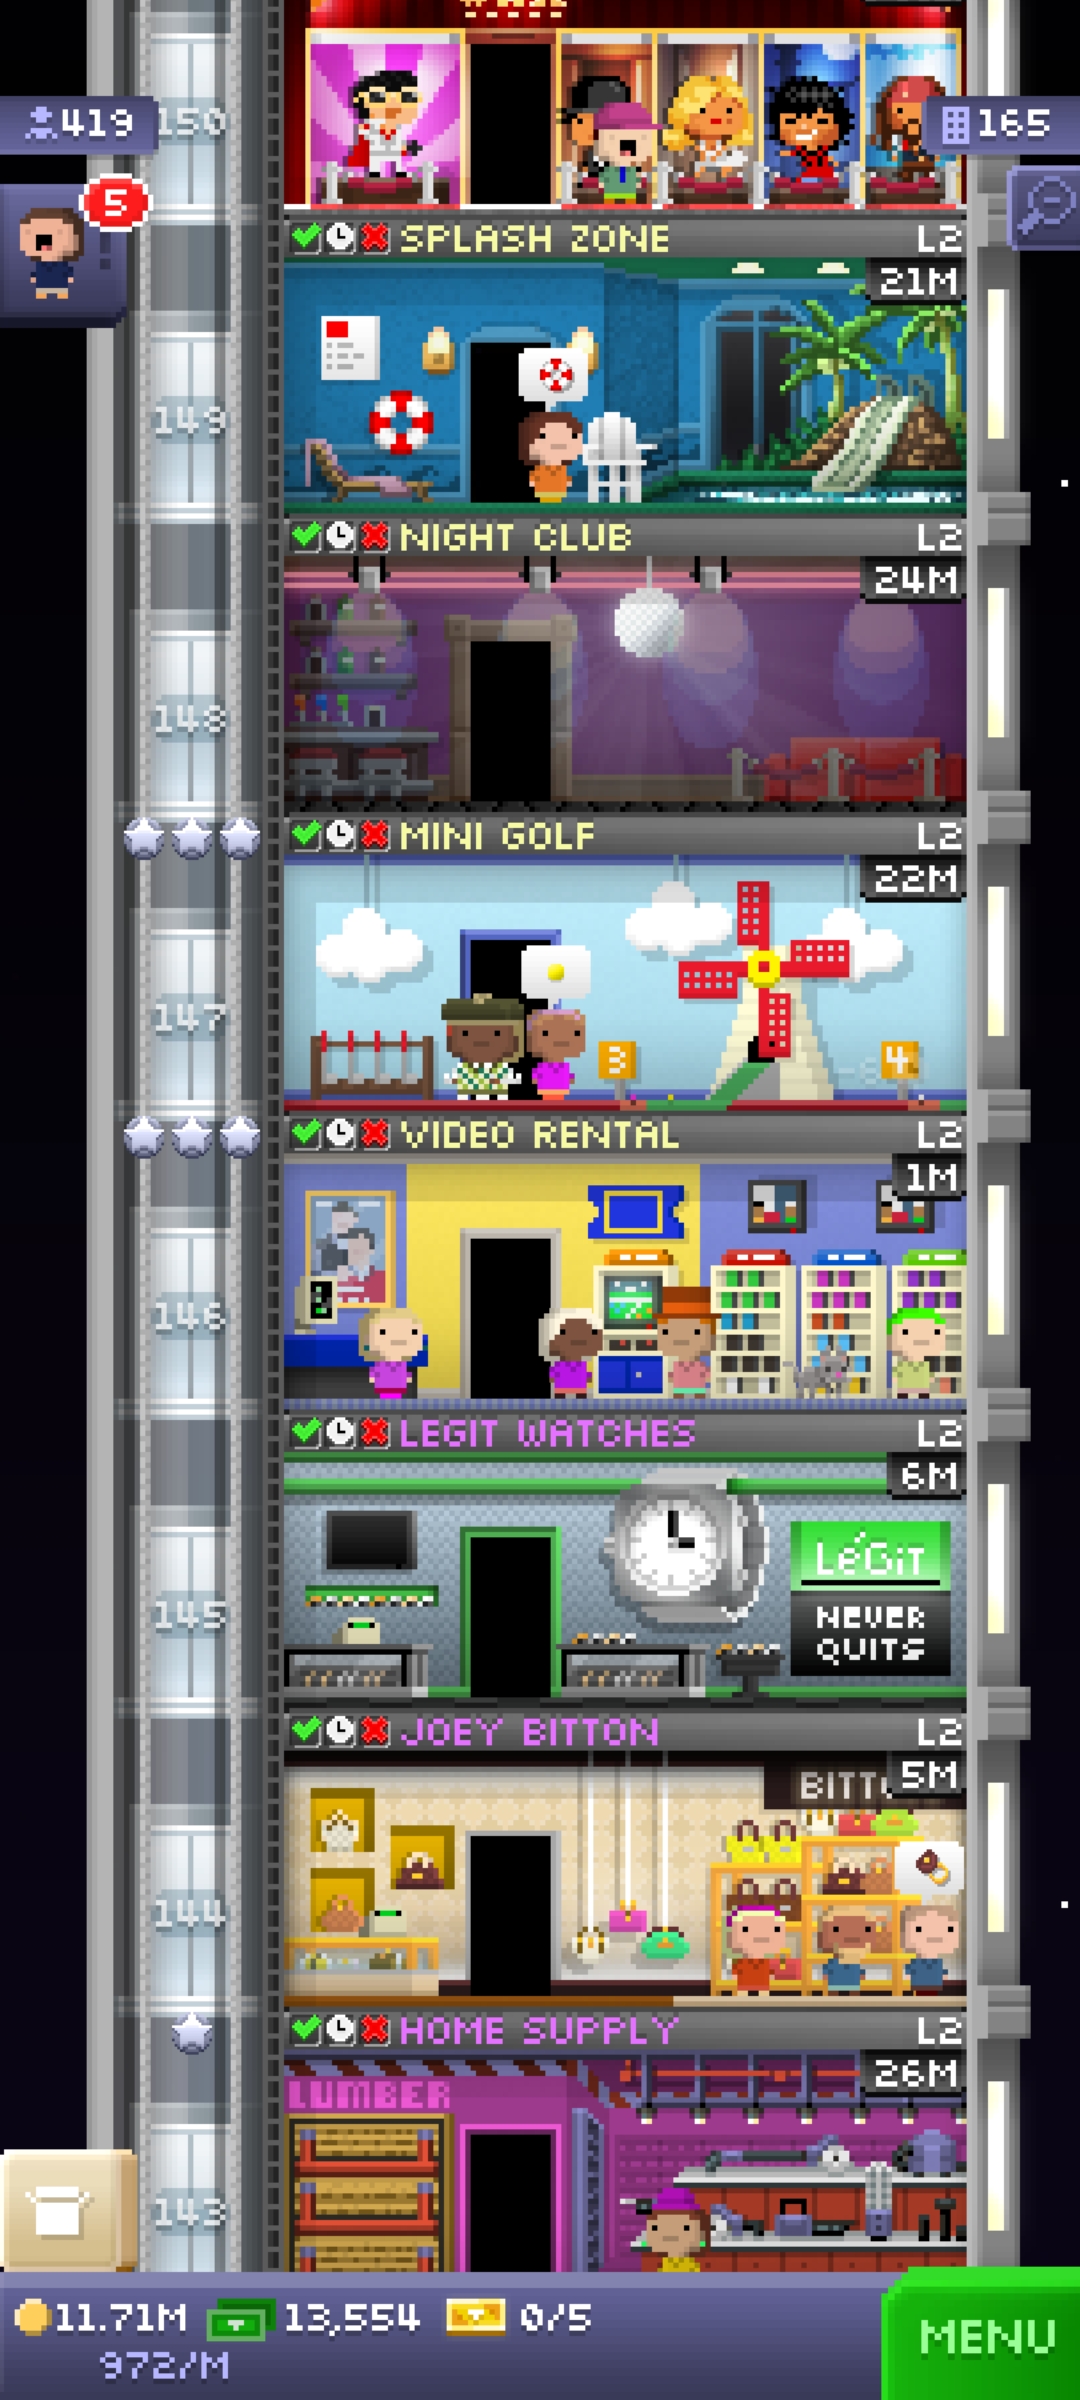 419
150
165
5
SPLASH ZONE L2
21M
149
NIGHT CLUB L2
24M
148
MINI GOLF L2
22M
147
3
4
VIDEO RENTAL L2
1M
146
LEGIT WATCHES L2
6M
LéGiT
NEVER
QUITS
145
JOEY BITTON L2
BITTO
5M
144
HOME SUPPLY L2
26M
LUMBER
143
11.71M 13,554 0/5
972/M
MENU